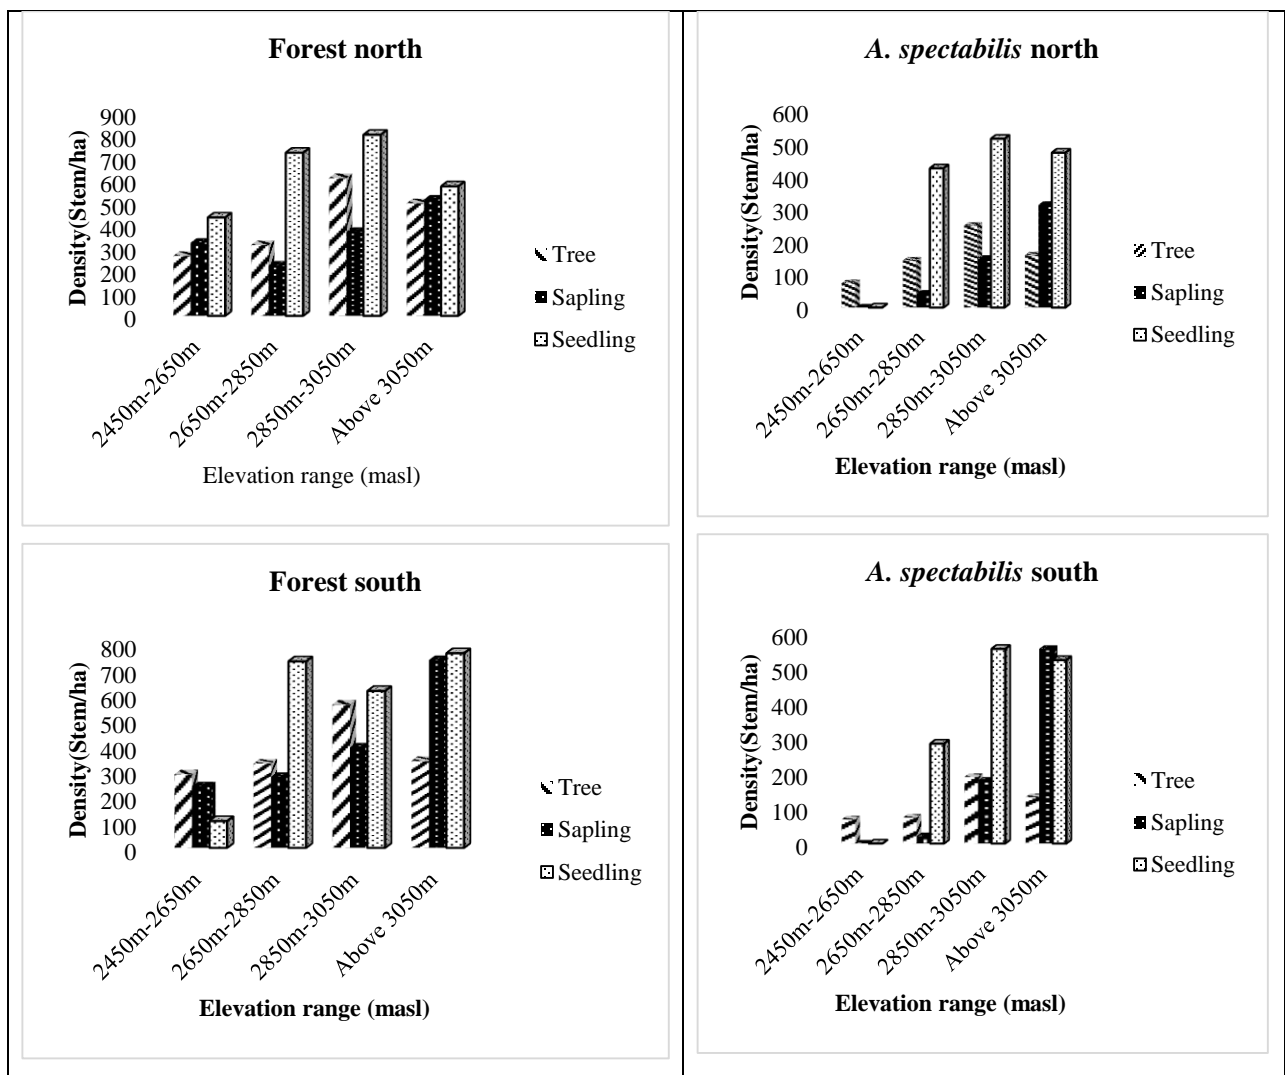 Forest north
Density(Stem/ha)
900
800
700
600
500
400
300
200
100
0
2450m-2650m
2650m-2850m
2850m-3050m
Above 3050m
Elevation range (masl)
Tree
Sapling
Seedling
A. spectabilis north
Density(Stem/ha)
600
500
400
300
200
100
0
2450m-2650m
2650m-2850m
2850m-3050m
Above 3050m
Elevation range (masl)
Tree
Sapling
Seedling
Forest south
Density(Stem/ha)
800
700
600
500
400
300
200
100
0
2450m-2650m
2650m-2850m
2850m-3050m
Above 3050m
Elevation range (masl)
Tree
Sapling
Seedling
A. spectabilis south
Density(Stem/ha)
600
500
400
300
200
100
0
2450m-2650m
2650m-2850m
2850m-3050m
Above 3050m
Elevation range (masl)
Tree
Sapling
Seedling